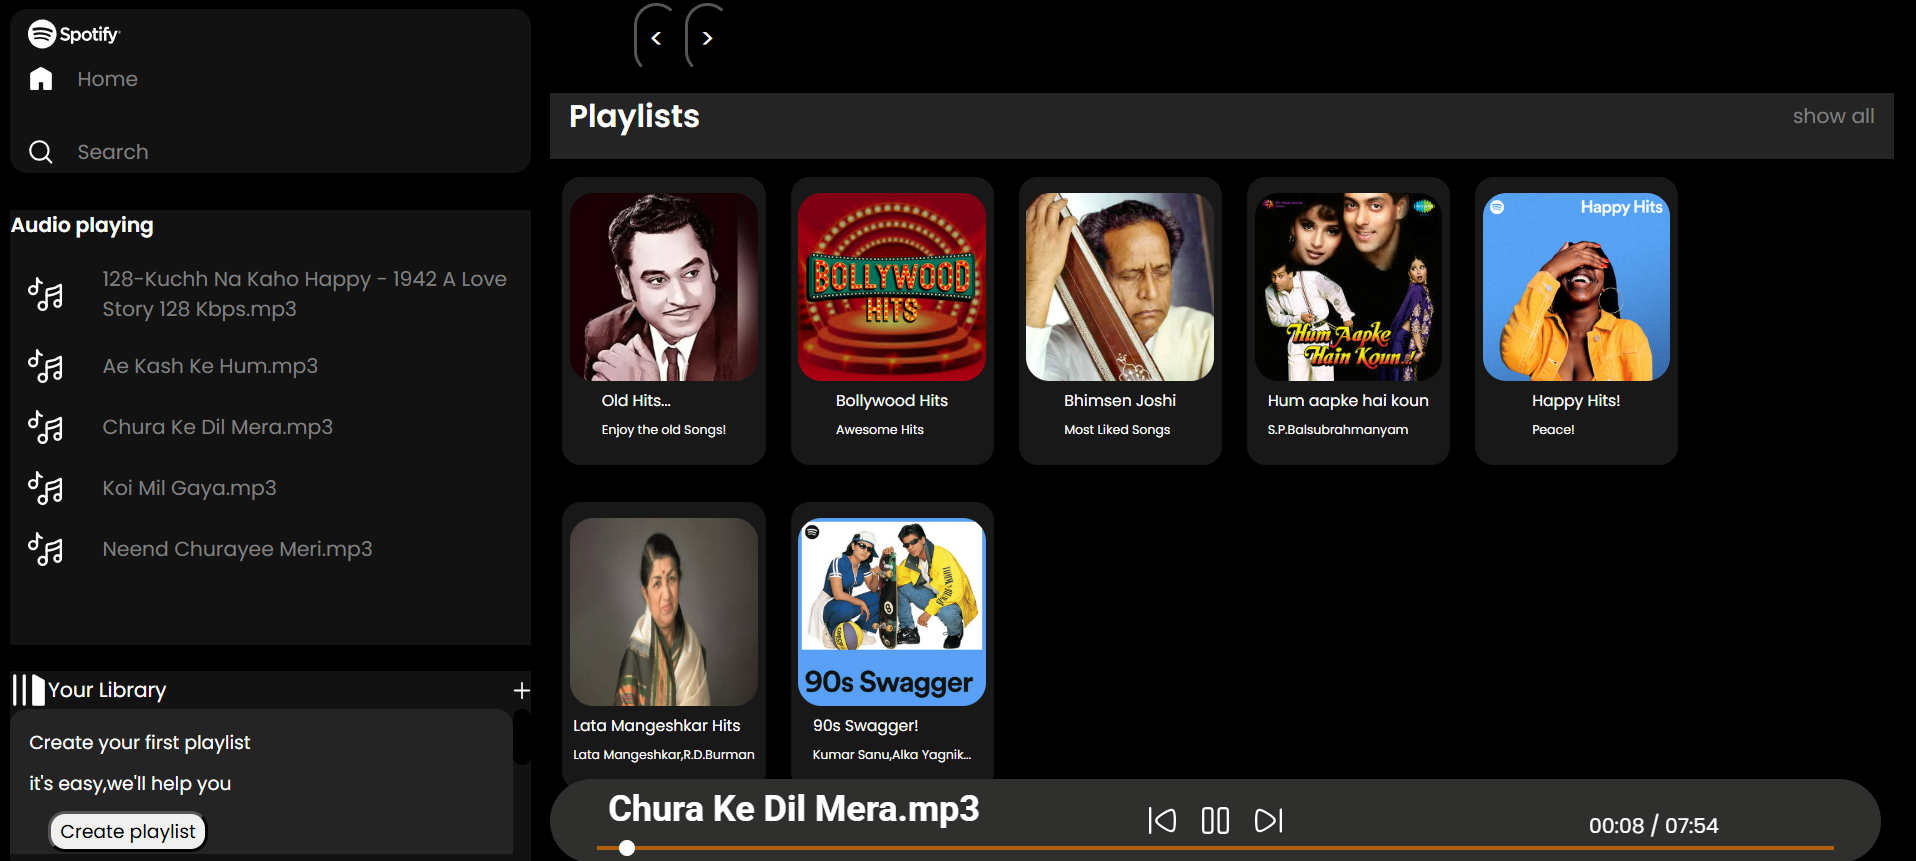 Spotify
Home
Search
Audio playing
128-Kuchh Na Kaho Happy - 1942 A Love
Story 128 Kbps.mp3
Ae Kash Ke Hum.mp3
Chura Ke Dil Mera.mp3
Koi Mil Gaya.mp3
Neend Churayee Meri.mp3
Your Library
+
Create your first playlist
it's easy,we'll help you
Create playlist
< >
Playlists
show all
BOLLYWOOD
HITS
Hum Aapke
Hain Koun..!
Happy Hits
Old Hits...
Enjoy the old Songs!
Bollywood Hits
Awesome Hits
Bhimsen Joshi
Most Liked Songs
Hum aapke hai koun
S.P.Balsubrahmanyam
Happy Hits!
Peace!
90s Swagger
Lata Mangeshkar Hits
Lata Mangeshkar,R.D.Burman
90s Swagger!
Kumar Sanu,Alka Yagnik...
Chura Ke Dil Mera.mp3
00:08 / 07:54